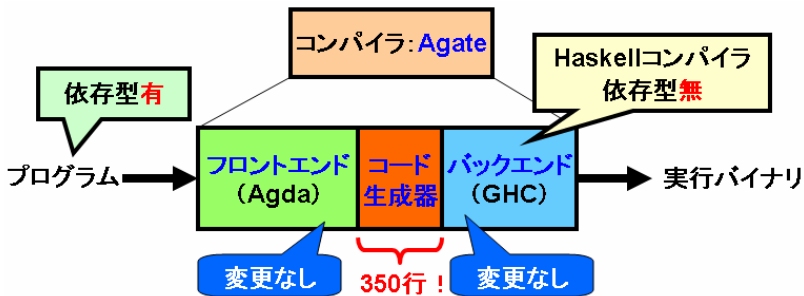 コンパイラ：Agate
Haskellコンパイラ
依存型無
依存型有
プログラム
フロントエンド
（Agda）
コード
生成器
バックエンド
（GHC）
実行バイナリ
変更なし
350行！
変更なし